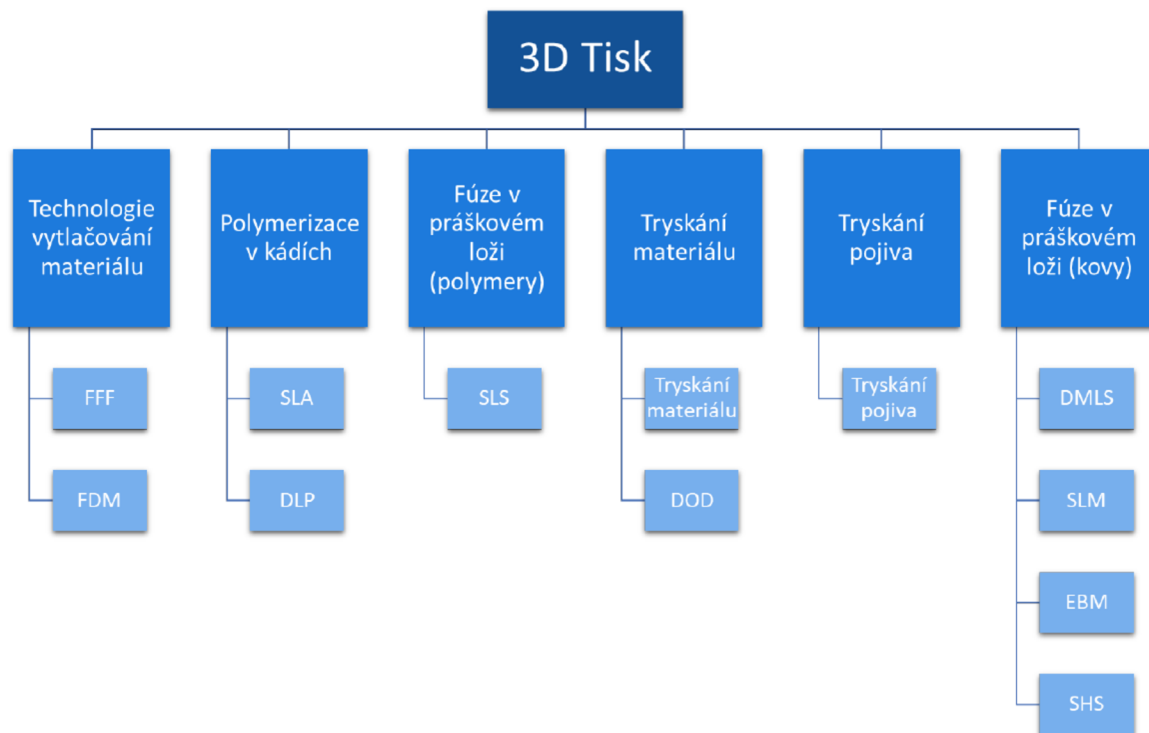 3D Tisk
Technologie
vytlačování
materiálu
Polymerizace
v kádích
Fúze v
práškovém
loži
(polymery)
Tryskání
materiálu
Tryskání
pojiva
Fúze v
práškovém
loži (kovy)
FFF
FDM
SLA
DLP
SLS
Tryskání
materiálu
DOD
Tryskání
pojiva
DMLS
SLM
EBM
SHS